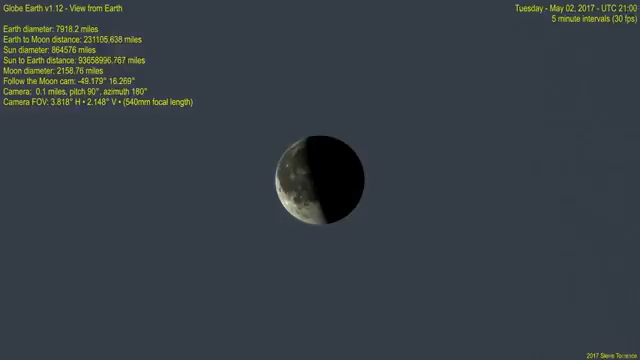 Globe Earth v1.12 - View from Earth
Tuesday - May 02, 2017 - UTC 21:00
5 minute intervals (30 fps)
Earth diameter: 7918.2 miles
Earth to Moon distance: 231105.638 miles
Sun diameter: 864576 miles
Sun to Earth distance: 93658996.767 miles
Moon diameter: 2158.76 miles
Follow the Moon cam: -49.179° 16.269°
Camera: 0.1 miles, pitch 90°, azimuth 180°
Camera FOV: 3.818° H • 2.148° V • (540mm focal length)
2017 Steve Torrence